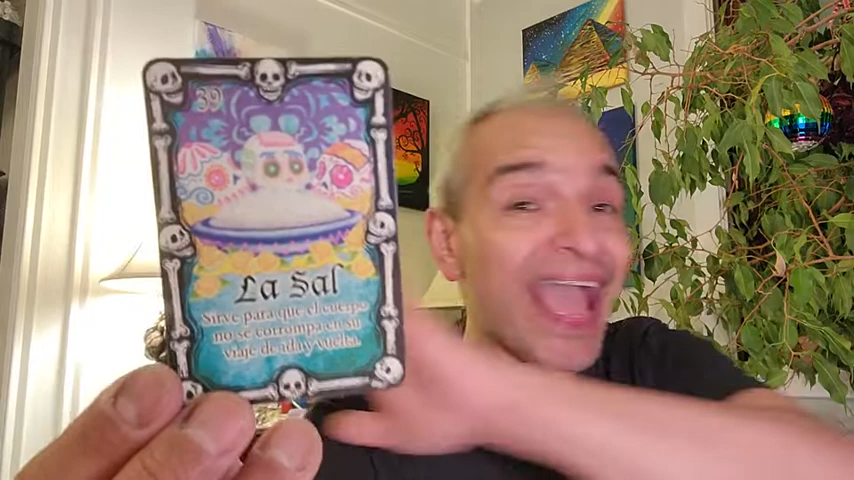 39
La Sal
Sirve para que el cuerpo
no se corrompa en su
viaje de ida y vuelta.